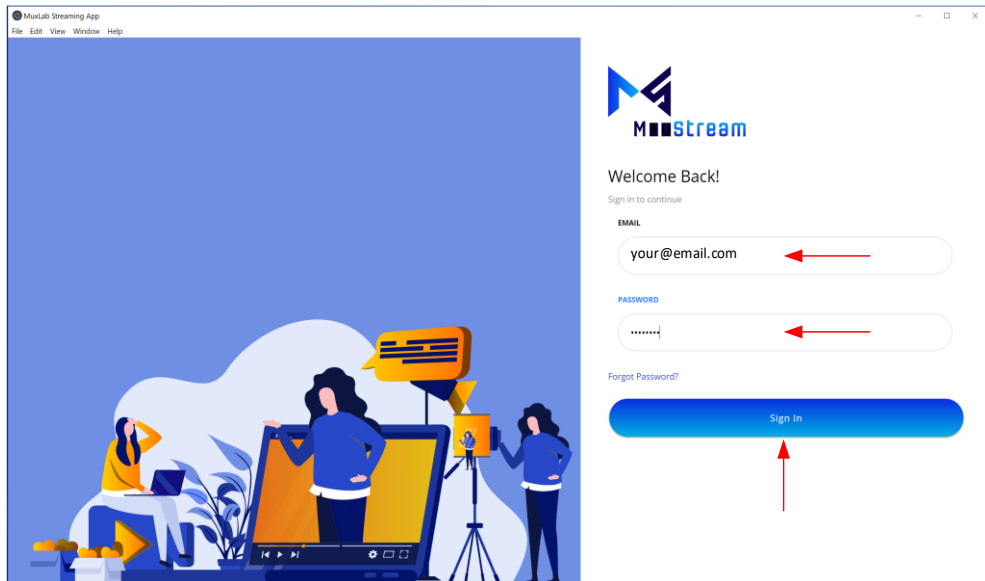 MuxLab Streaming App
File Edit View Window Help
MuxStream
Welcome Back!
Sign in to continue
EMAIL
your@email.com
PASSWORD
••••••••
Forgot Password?
Sign In